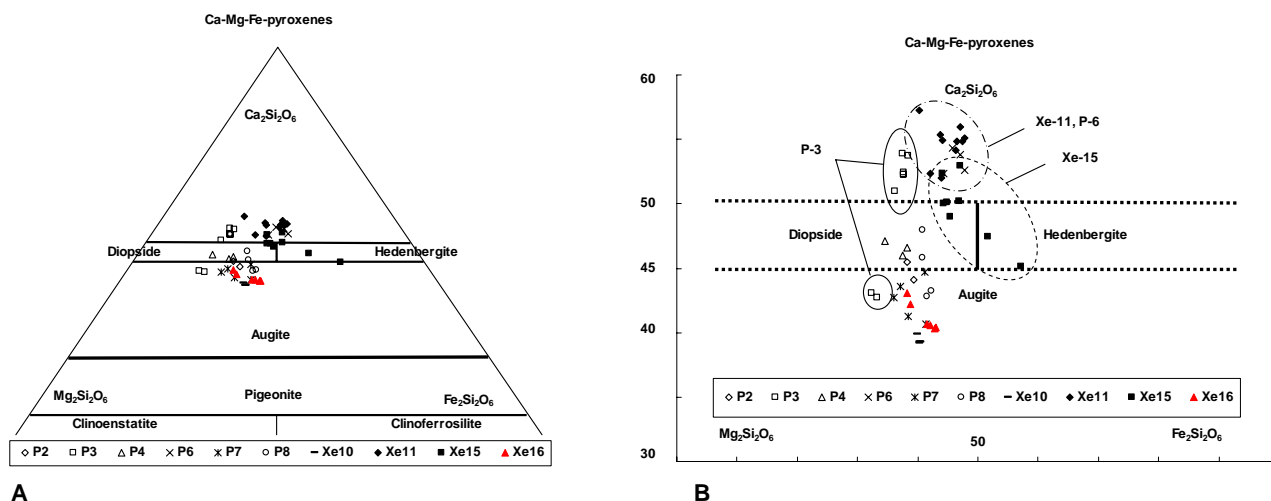 Ca-Mg-Fe-pyroxenes
Ca₂Si₂O₆
Diopside
Hedenbergite
Augite
Mg₂Si₂O₆
Pigeonite
Fe₂Si₂O₆
Clinoenstatite
Clinoferrosilite
P2 P3 P4 P6 P7 P8 Xe10 Xe11 Xe15 Xe16
A
Ca-Mg-Fe-pyroxenes
60
Ca₂Si₂O₆
Xe-11, P-6
P-3
Xe-15
50
Diopside
Hedenbergite
45
Augite
40
P2 P3 P4 P6 P7 P8 Xe10 Xe11 Xe15 Xe16
Mg₂Si₂O₆
50
Fe₂Si₂O₆
30
B